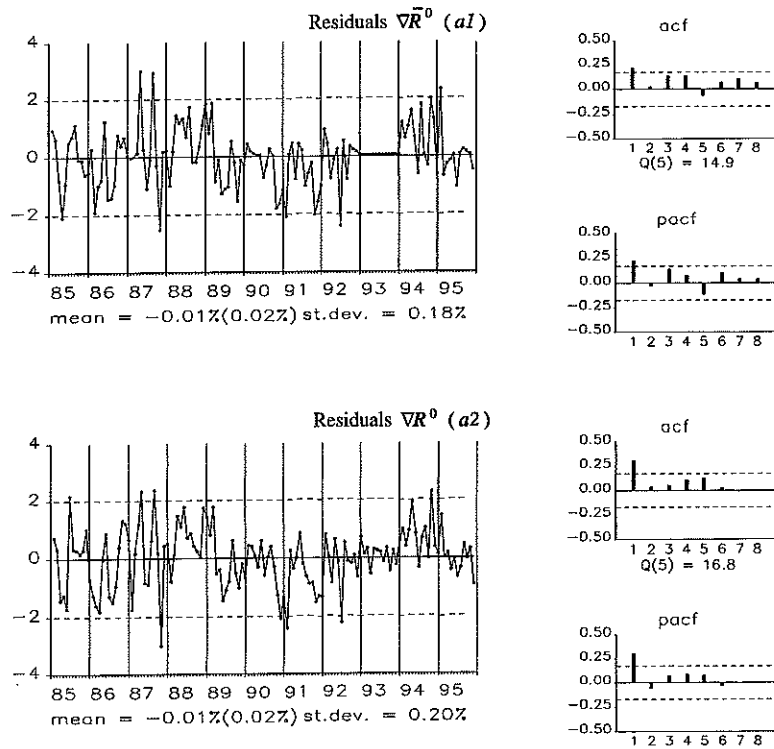 Residuals ∇R̄⁰ (a1)
4
2
0
−2
−4
85 86 87 88 89 90 91 92 93 94 95
mean = −0.01%(0.02%) st.dev. = 0.18%
acf
0.50
0.25
0.00
−0.25
−0.50
1 2 3 4 5 6 7 8
Q(5) = 14.9
pacf
0.50
0.25
0.00
−0.25
−0.50
1 2 3 4 5 6 7 8
Residuals ∇R⁰ (a2)
4
2
0
−2
−4
85 86 87 88 89 90 91 92 93 94 95
mean = −0.01%(0.02%) st.dev. = 0.20%
acf
0.50
0.25
0.00
−0.25
−0.50
1 2 3 4 5 6 7 8
Q(5) = 16.8
pacf
0.50
0.25
0.00
−0.25
−0.50
1 2 3 4 5 6 7 8